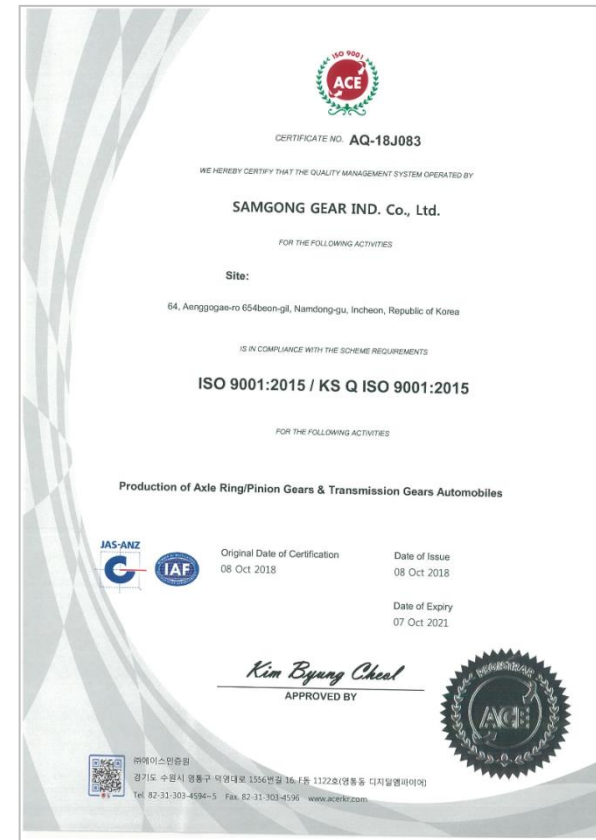 ISO 9001
ACE
CERTIFICATE NO. AQ-18J083
WE HEREBY CERTIFY THAT THE QUALITY MANAGEMENT SYSTEM OPERATED BY
SAMGONG GEAR IND. Co., Ltd.
FOR THE FOLLOWING ACTIVITIES
Site:
64, Aenggogae-ro 654beon-gil, Namdong-gu, Incheon, Republic of Korea
IS IN COMPLIANCE WITH THE SCHEME REQUIREMENTS
ISO 9001:2015 / KS Q ISO 9001:2015
FOR THE FOLLOWING ACTIVITIES
Production of Axle Ring/Pinion Gears & Transmission Gears Automobiles
JAS-ANZ
IAF
Original Date of Certification
08 Oct 2018
Date of Issue
08 Oct 2018
Date of Expiry
07 Oct 2021
Kim Byung Cheal
APPROVED BY
REGISTRAR
ACE
㈜에이스인증원
경기도 수원시 영통구 덕영대로 1556번길 16, F동 1122호(영통동 디지털엠파이어)
Tel. 82-31-303-4594~5 Fax. 82-31-303-4596 www.acerkr.com